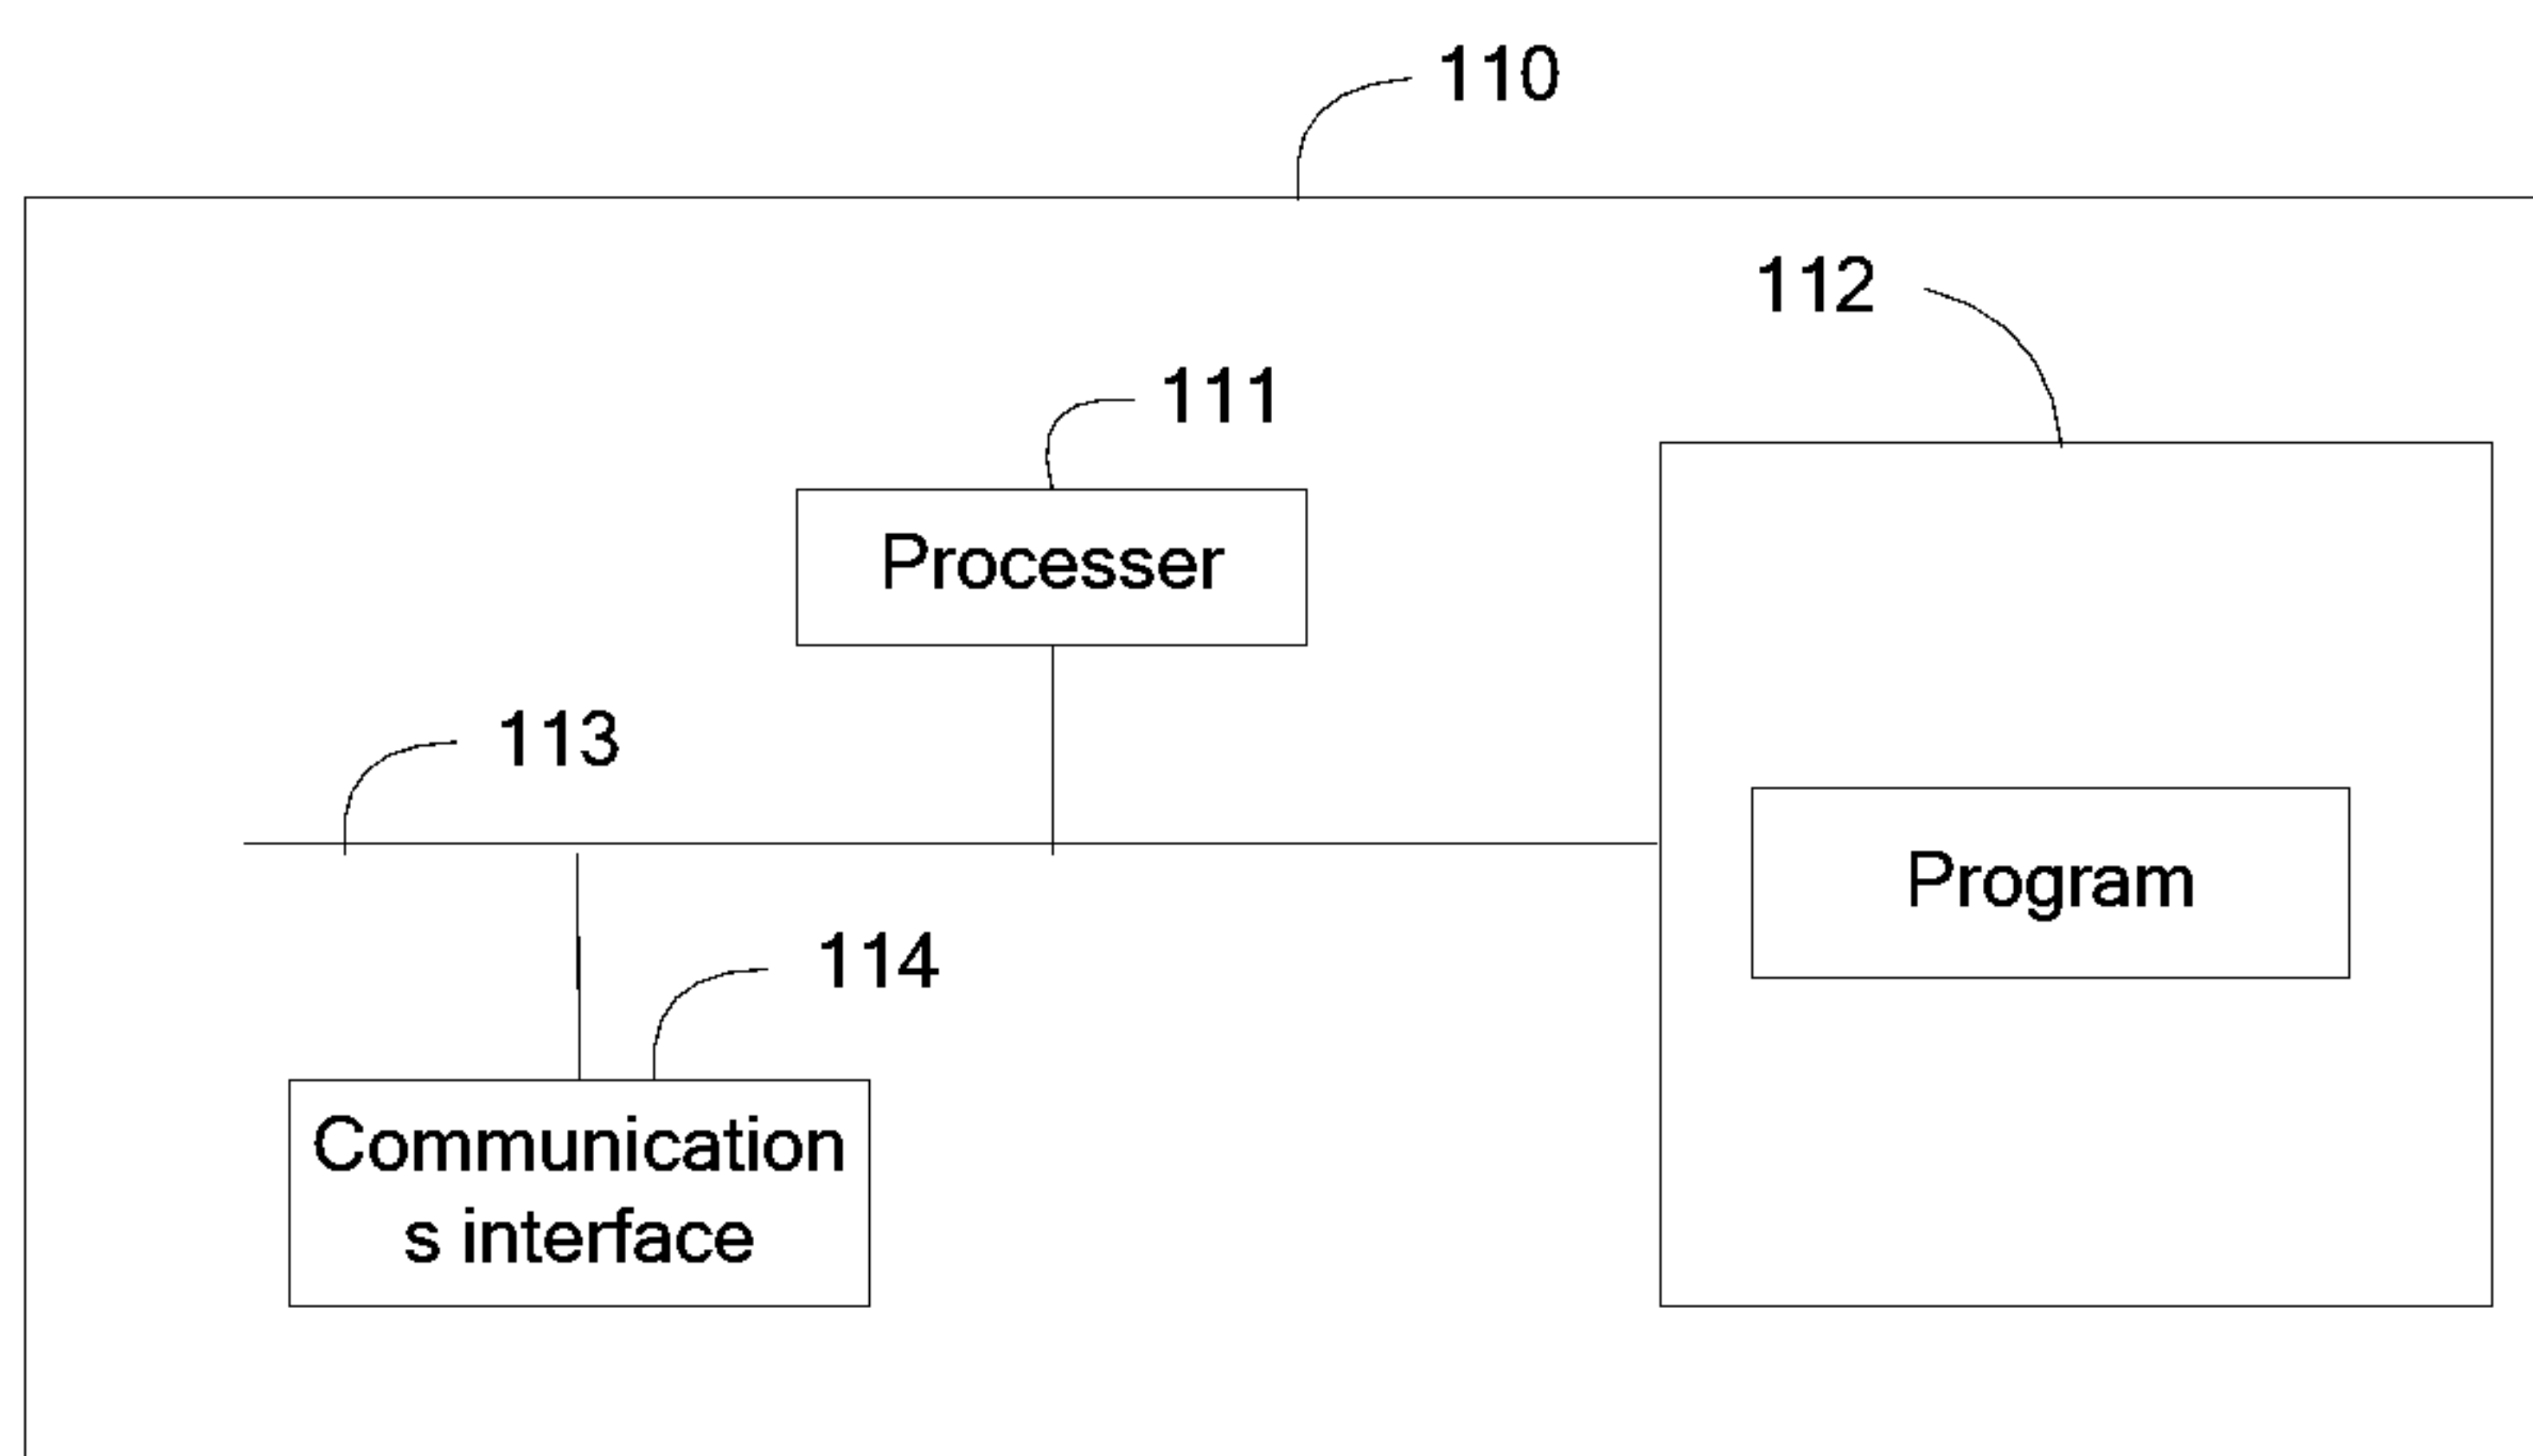 110
112
111
Processer
113
Program
114
Communication
s interface